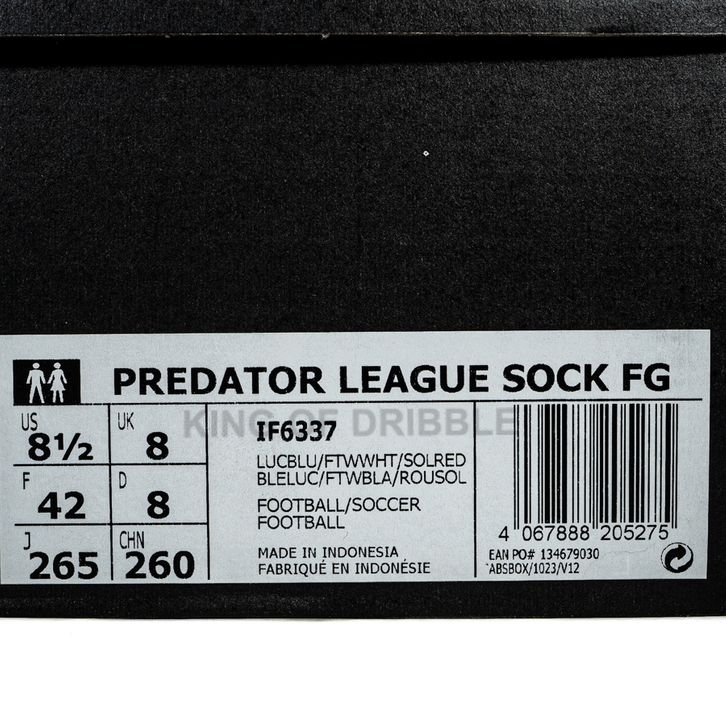 PREDATOR LEAGUE SOCK FG
US 8½
UK 8
F 42
D 8
J 265
CHN 260
KING OF DRIBBLE
IF6337
LUCBLU/FTWWHT/SOLRED
BLELUC/FTWBLA/ROUSOL
FOOTBALL/SOCCER
FOOTBALL
MADE IN INDONESIA
FABRIQUÉ EN INDONÉSIE
4 067888 205275
EAN PO# 134679030
*ABSBOX/1023/V12